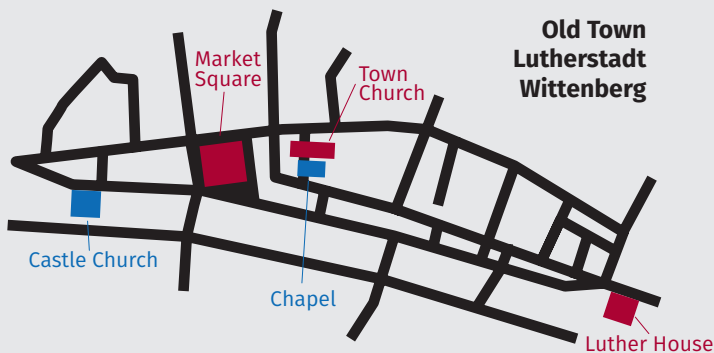 Old Town
Lutherstadt
Wittenberg
Market
Square
Town
Church
Castle Church
Chapel
Luther House